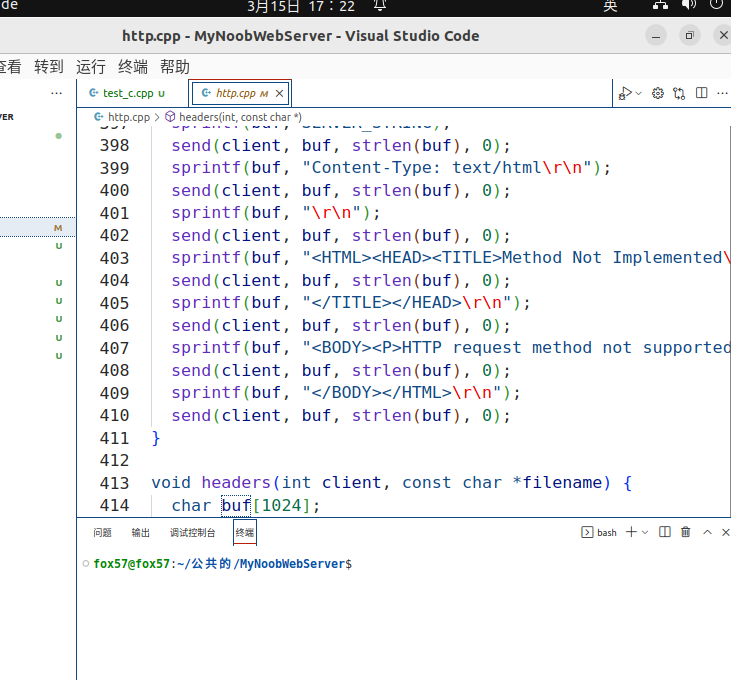 de 3月15日 17：22 英
http.cpp - MyNoobWebServer - Visual Studio Code
查看 转到 运行 终端 帮助
··· test_c.cpp U http.cpp M
VER http.cpp > headers(int, const char *)
397 sprintf(buf, SERVER_STRING);
398 send(client, buf, strlen(buf), 0);
399 sprintf(buf, "Content-Type: text/html\r\n");
400 send(client, buf, strlen(buf), 0);
401 sprintf(buf, "\r\n");
M 402 send(client, buf, strlen(buf), 0);
U 403 sprintf(buf, "<HTML><HEAD><TITLE>Method Not Implemented\
U 404 send(client, buf, strlen(buf), 0);
U 405 sprintf(buf, "</TITLE></HEAD>\r\n");
U 406 send(client, buf, strlen(buf), 0);
U 407 sprintf(buf, "<BODY><P>HTTP request method not supported
U 408 send(client, buf, strlen(buf), 0);
409 sprintf(buf, "</BODY></HTML>\r\n");
410 send(client, buf, strlen(buf), 0);
411 }
412
413 void headers(int client, const char *filename) {
414 char buf[1024];
问题 输出 调试控制台 终端 bash
fox57@fox57:~/公共的/MyNoobWebServer$